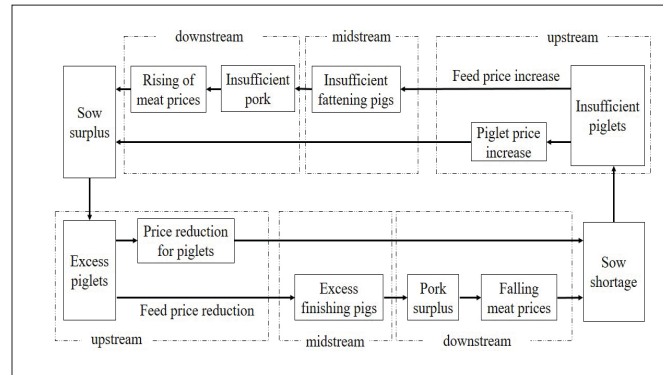 downstream
midstream
upstream
Sow
surplus
Rising of
meat prices
Insufficient
pork
Insufficient
fattening pigs
Feed price increase
Piglet price
increase
Insufficient
piglets
Excess
piglets
Price reduction
for piglets
Feed price reduction
Excess
finishing pigs
Pork
surplus
Falling
meat prices
Sow
shortage
upstream
midstream
downstream